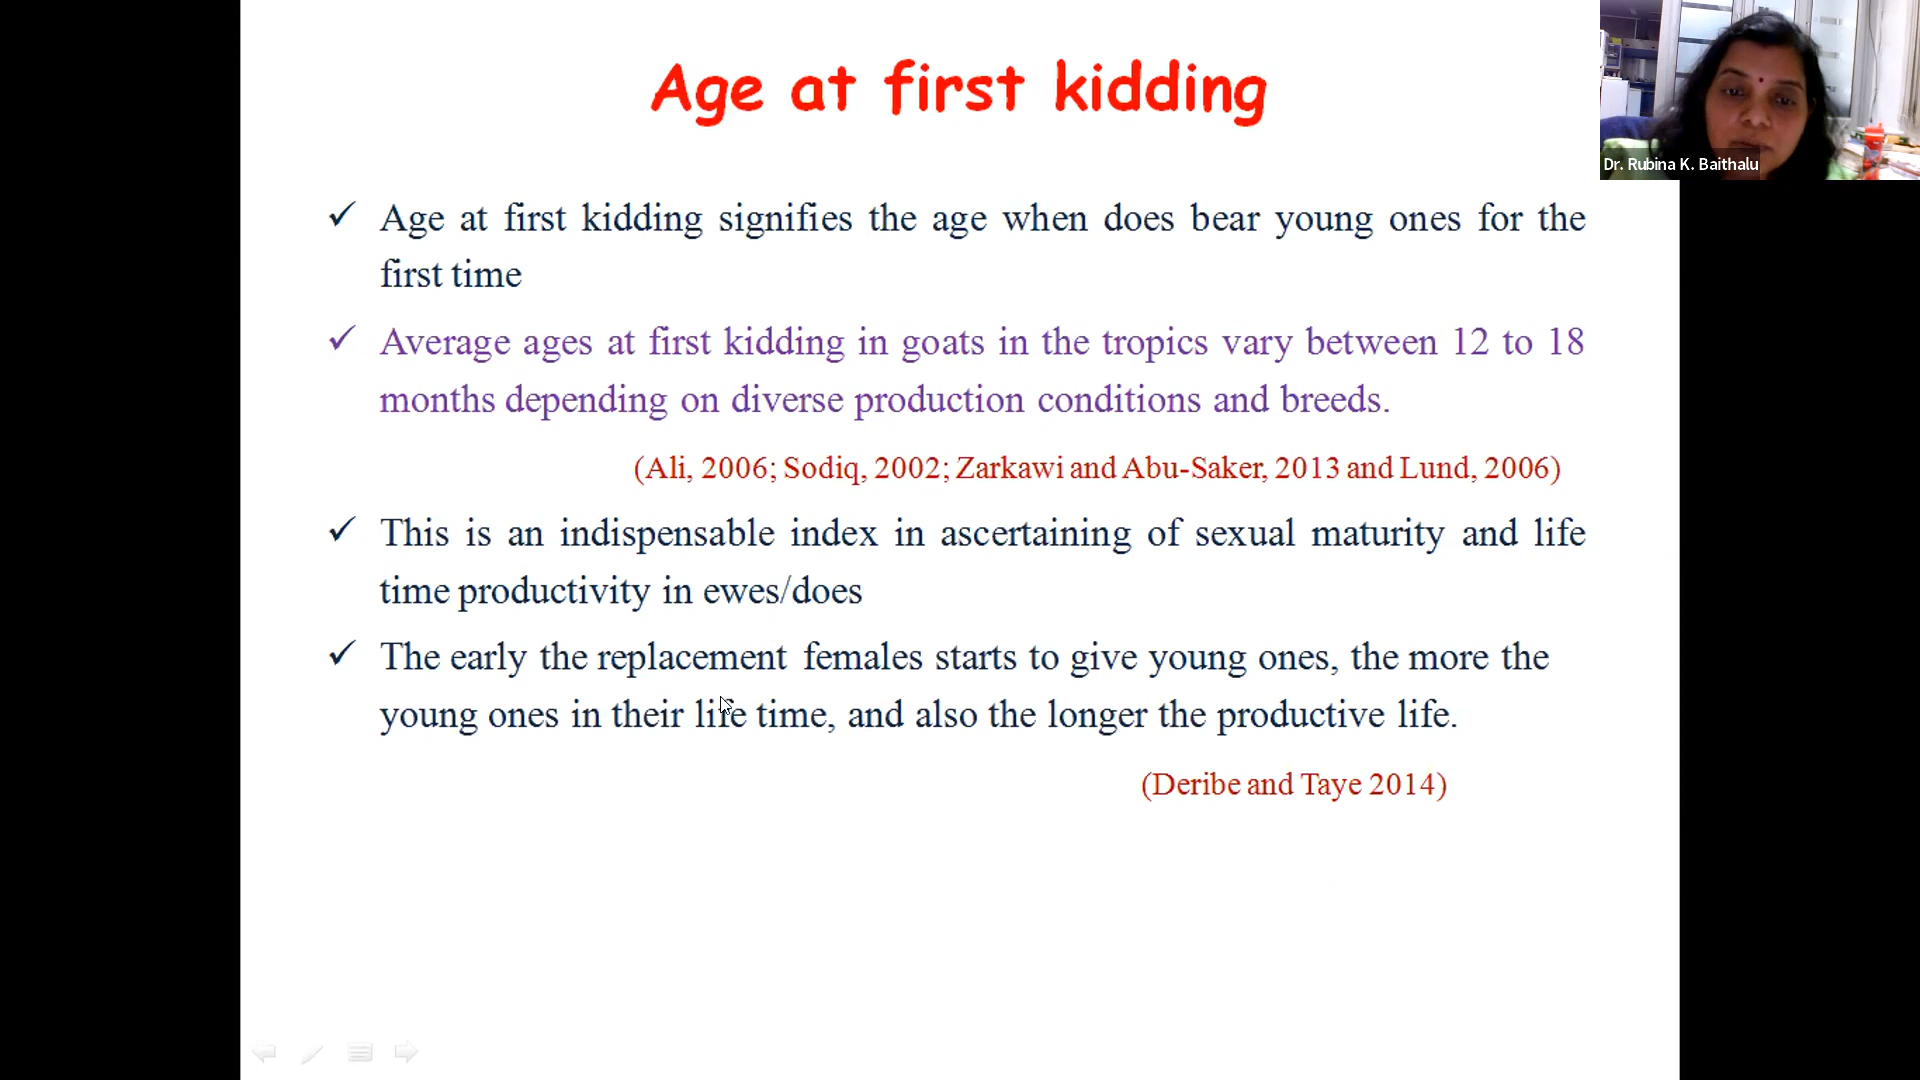 Age at first kidding
Dr. Rubina K. Baithalu
✓ Age at first kidding signifies the age when does bear young ones for the
first time
✓ Average ages at first kidding in goats in the tropics vary between 12 to 18
months depending on diverse production conditions and breeds.
(Ali, 2006; Sodiq, 2002; Zarkawi and Abu-Saker, 2013 and Lund, 2006)
✓ This is an indispensable index in ascertaining of sexual maturity and life
time productivity in ewes/does
✓ The early the replacement females starts to give young ones, the more the
young ones in their life time, and also the longer the productive life.
(Deribe and Taye 2014)